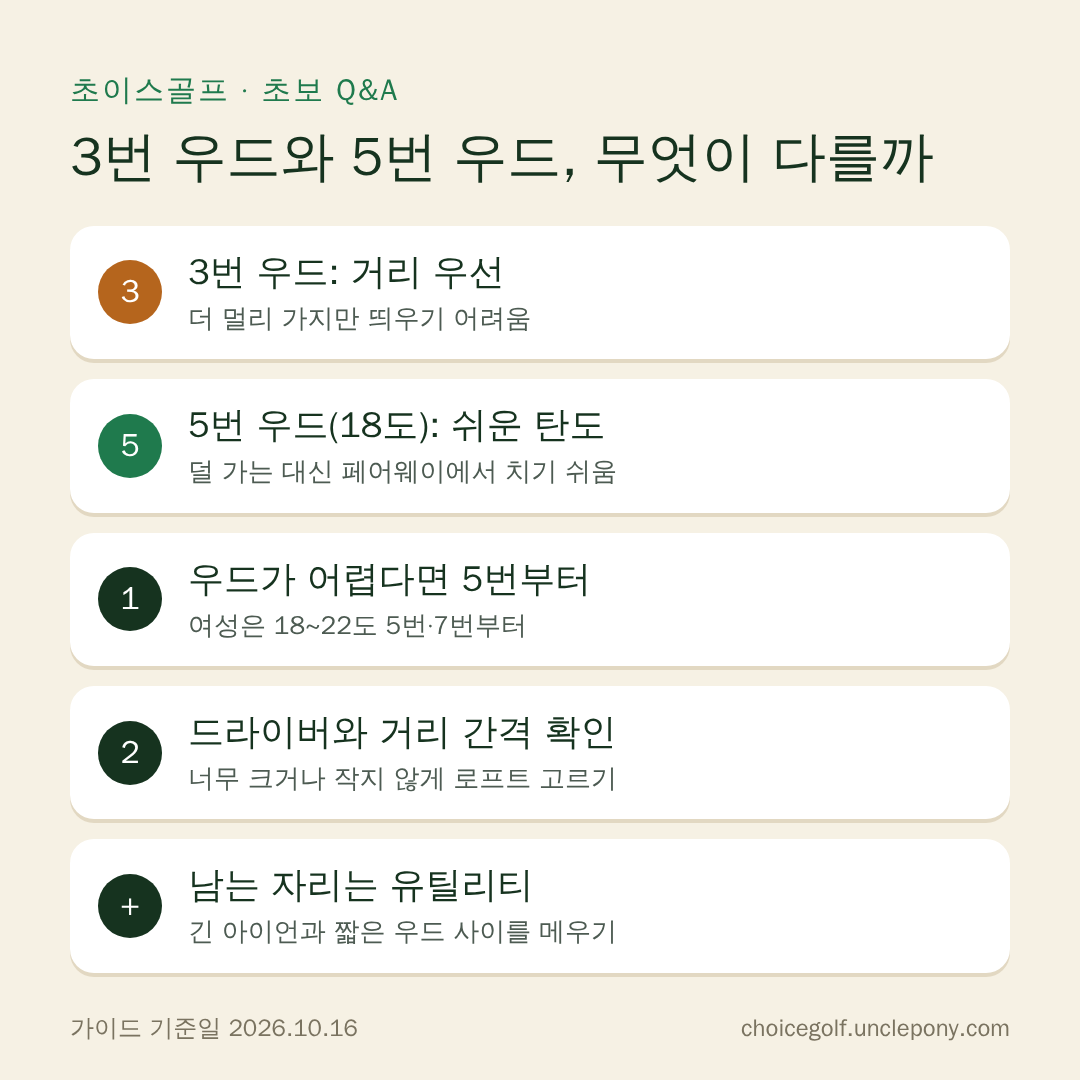 초이스골프 · 초보 Q&A
3번 우드와 5번 우드, 무엇이 다를까
3
3번 우드: 거리 우선
더 멀리 가지만 띄우기 어려움
5
5번 우드(18도): 쉬운 탄도
덜 가는 대신 페어웨이에서 치기 쉬움
1
우드가 어렵다면 5번부터
여성은 18~22도 5번·7번부터
2
드라이버와 거리 간격 확인
너무 크거나 작지 않게 로프트 고르기
+
남는 자리는 유틸리티
긴 아이언과 짧은 우드 사이를 메우기
가이드 기준일 2026.10.16
choicegolf.unclepony.com